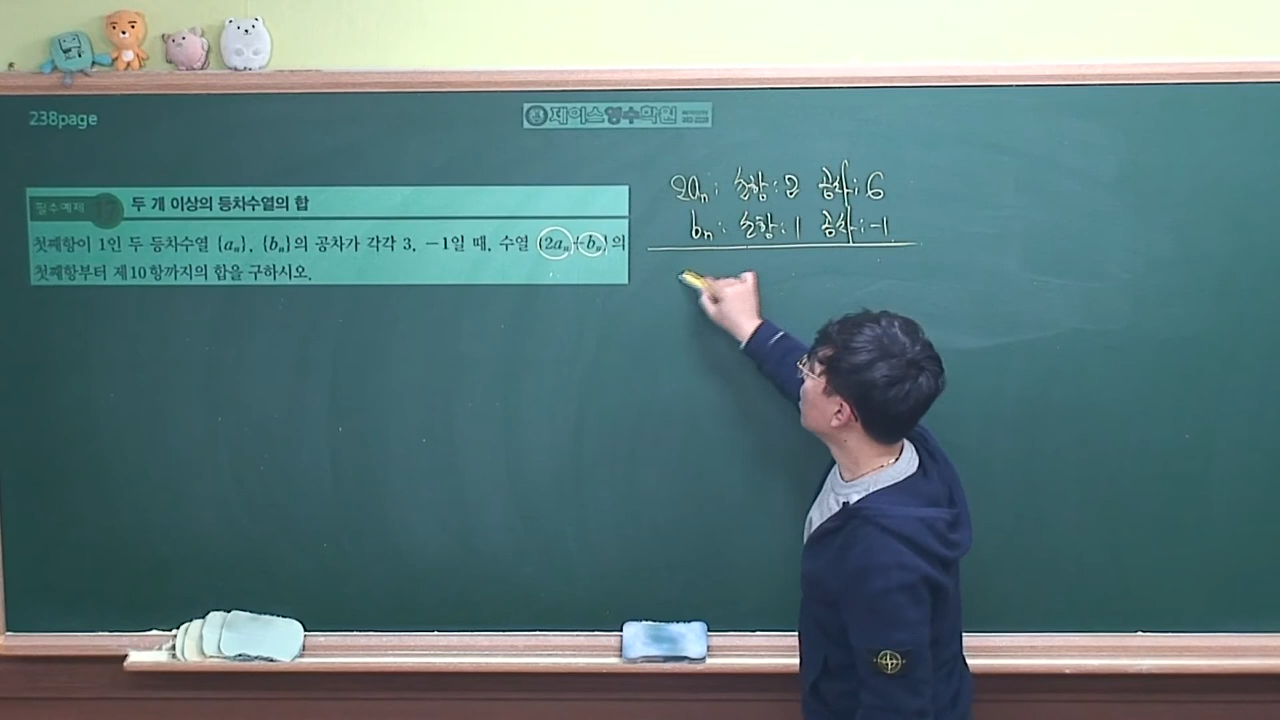 238page
제이스영수학원
필수예제
두 개 이상의 등차수열의 합
첫째항이 1인 두 등차수열 {aₙ}, {bₙ}의 공차가 각각 3, -1일 때, 수열 {2aₙ+bₙ}의
첫째항부터 제10항까지의 합을 구하시오.
2aₙ: 초항:2 공차:6
bₙ: 초항:1 공차:-1